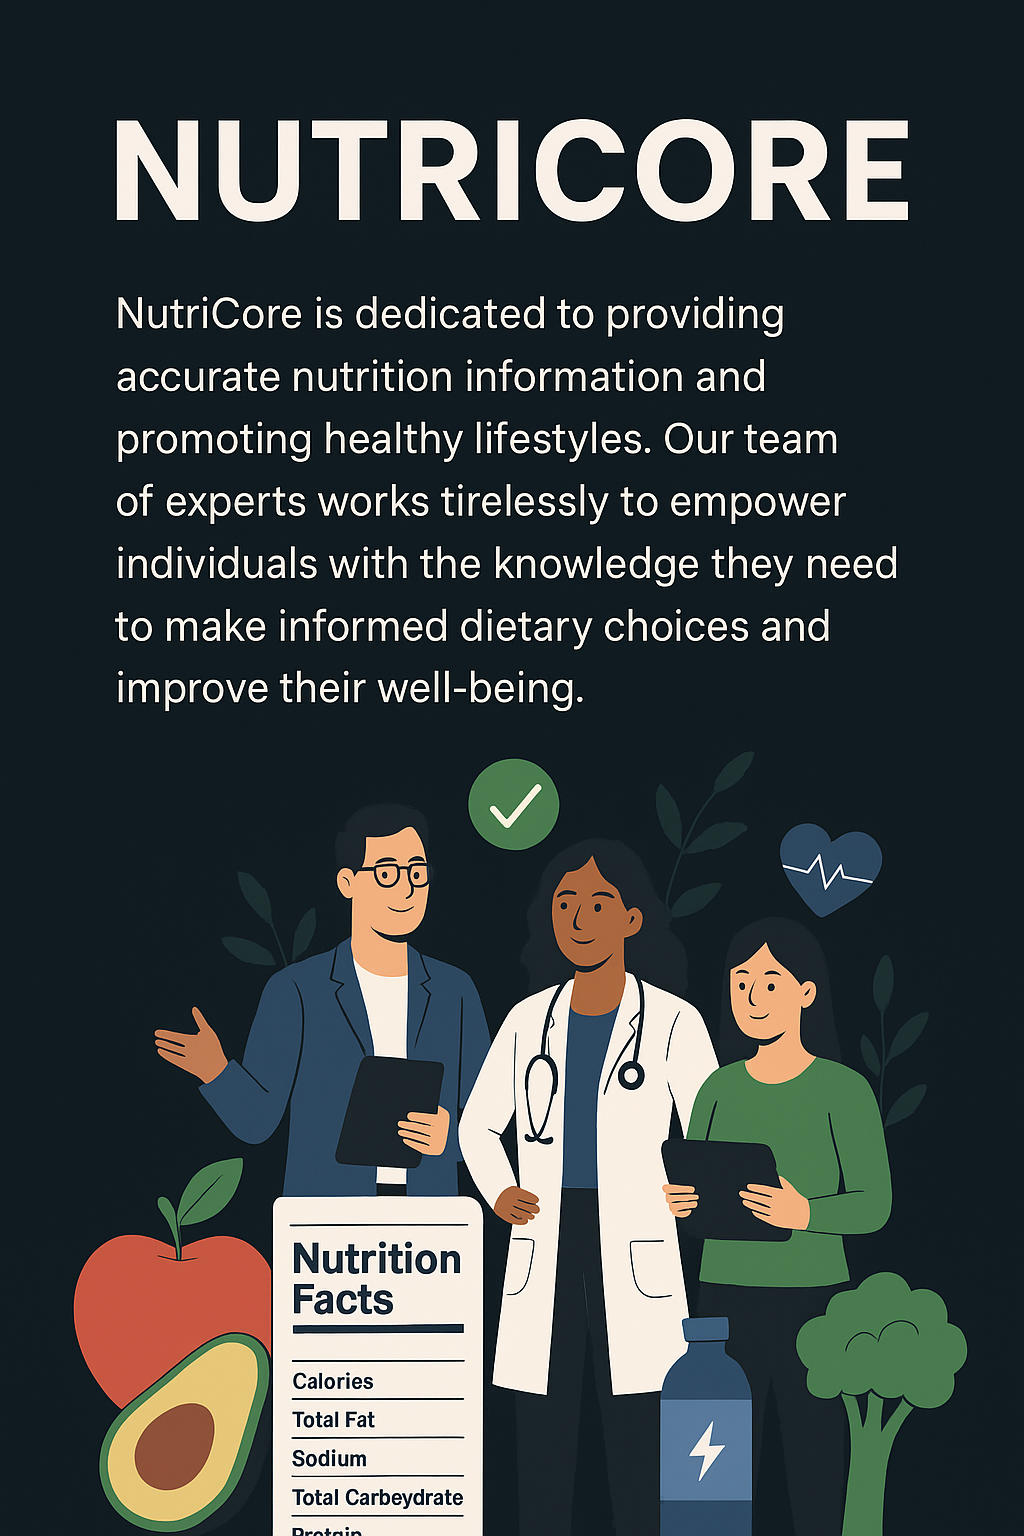 NUTRICORE
NutriCore is dedicated to providing
accurate nutrition information and
promoting healthy lifestyles. Our team
of experts works tirelessly to empower
individuals with the knowledge they need
to make informed dietary choices and
improve their well-being.
Nutrition
Facts
Calories
Total Fat
Sodium
Total Carbeydrate